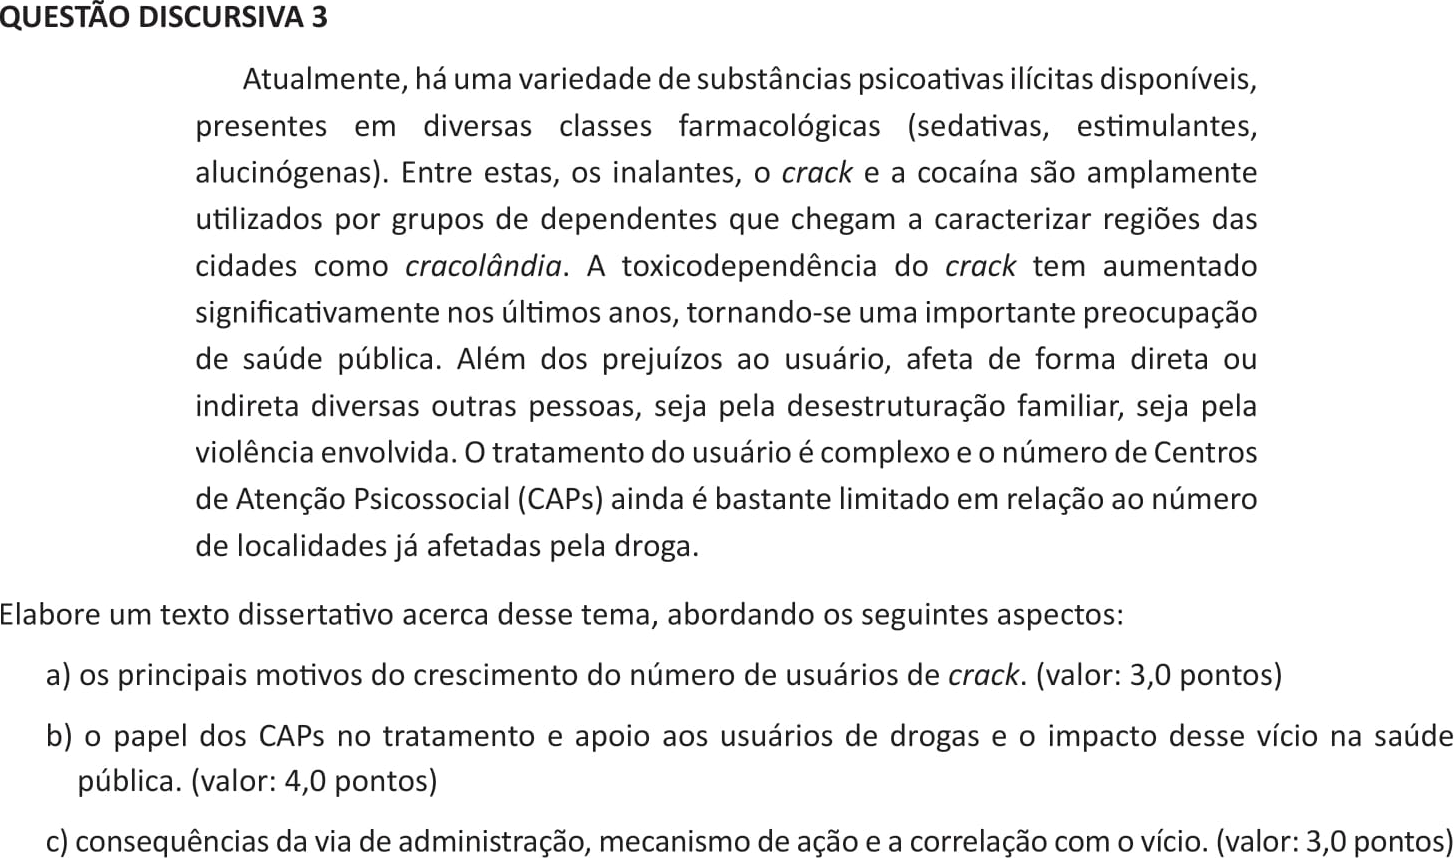 QUESTÃO DISCURSIVA 3
Atualmente, há uma variedade de substâncias psicoativas ilícitas disponíveis,
presentes em diversas classes farmacológicas (sedativas, estimulantes,
alucinógenas). Entre estas, os inalantes, o crack e a cocaína são amplamente
utilizados por grupos de dependentes que chegam a caracterizar regiões das
cidades como cracolândia. A toxicodependência do crack tem aumentado
significativamente nos últimos anos, tornando-se uma importante preocupação
de saúde pública. Além dos prejuízos ao usuário, afeta de forma direta ou
indireta diversas outras pessoas, seja pela desestruturação familiar, seja pela
violência envolvida. O tratamento do usuário é complexo e o número de Centros
de Atenção Psicossocial (CAPs) ainda é bastante limitado em relação ao número
de localidades já afetadas pela droga.
Elabore um texto dissertativo acerca desse tema, abordando os seguintes aspectos:
a) os principais motivos do crescimento do número de usuários de crack. (valor: 3,0 pontos)
b) o papel dos CAPs no tratamento e apoio aos usuários de drogas e o impacto desse vício na saúde
pública. (valor: 4,0 pontos)
c) consequências da via de administração, mecanismo de ação e a correlação com o vício. (valor: 3,0 pontos)